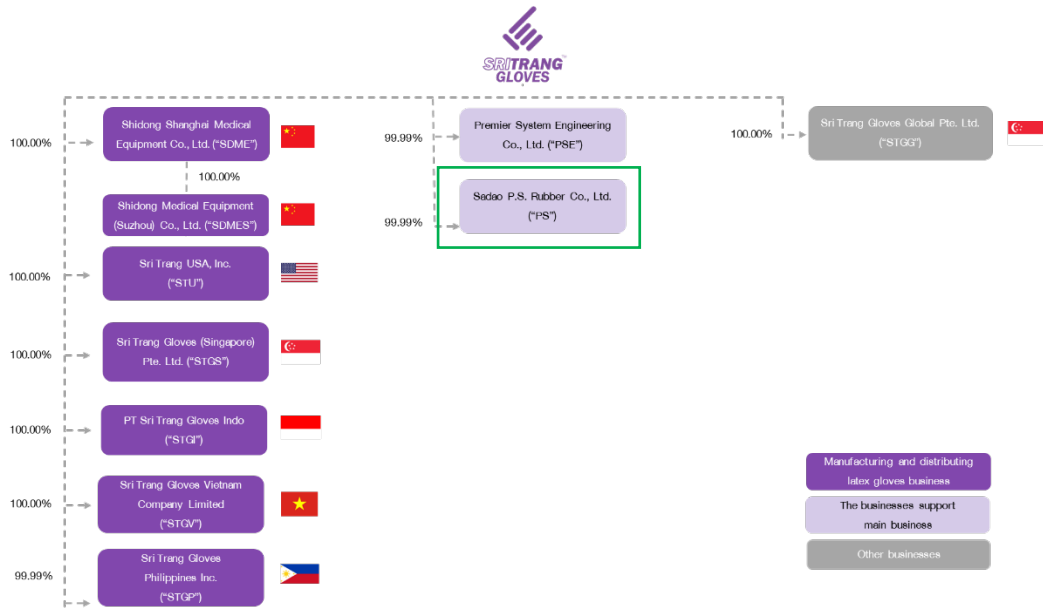 SRITRANG
GLOVES
100.00%
Shidong Shanghai Medical
Equipment Co., Ltd. ("SDME")
100.00%
Shidong Medical Equipment
(Suzhou) Co., Ltd. ("SDMES")
100.00%
Sri Trang USA, Inc.
("STU")
100.00%
Sri Trang Gloves (Singapore)
Pte. Ltd. ("STGS")
100.00%
PT Sri Trang Gloves Indo
("STGI")
100.00%
Sri Trang Gloves Vietnam
Company Limited
("STGV")
99.99%
Sri Trang Gloves
Philippines Inc.
("STGP")
99.99%
Premier System Engineering
Co., Ltd. ("PSE")
99.99%
Sadao P.S. Rubber Co., Ltd.
("PS")
100.00%
Sri Trang Gloves Global Pte. Ltd.
("STGG")
Manufacturing and distributing
latex gloves business
The businesses support
main business
Other businesses